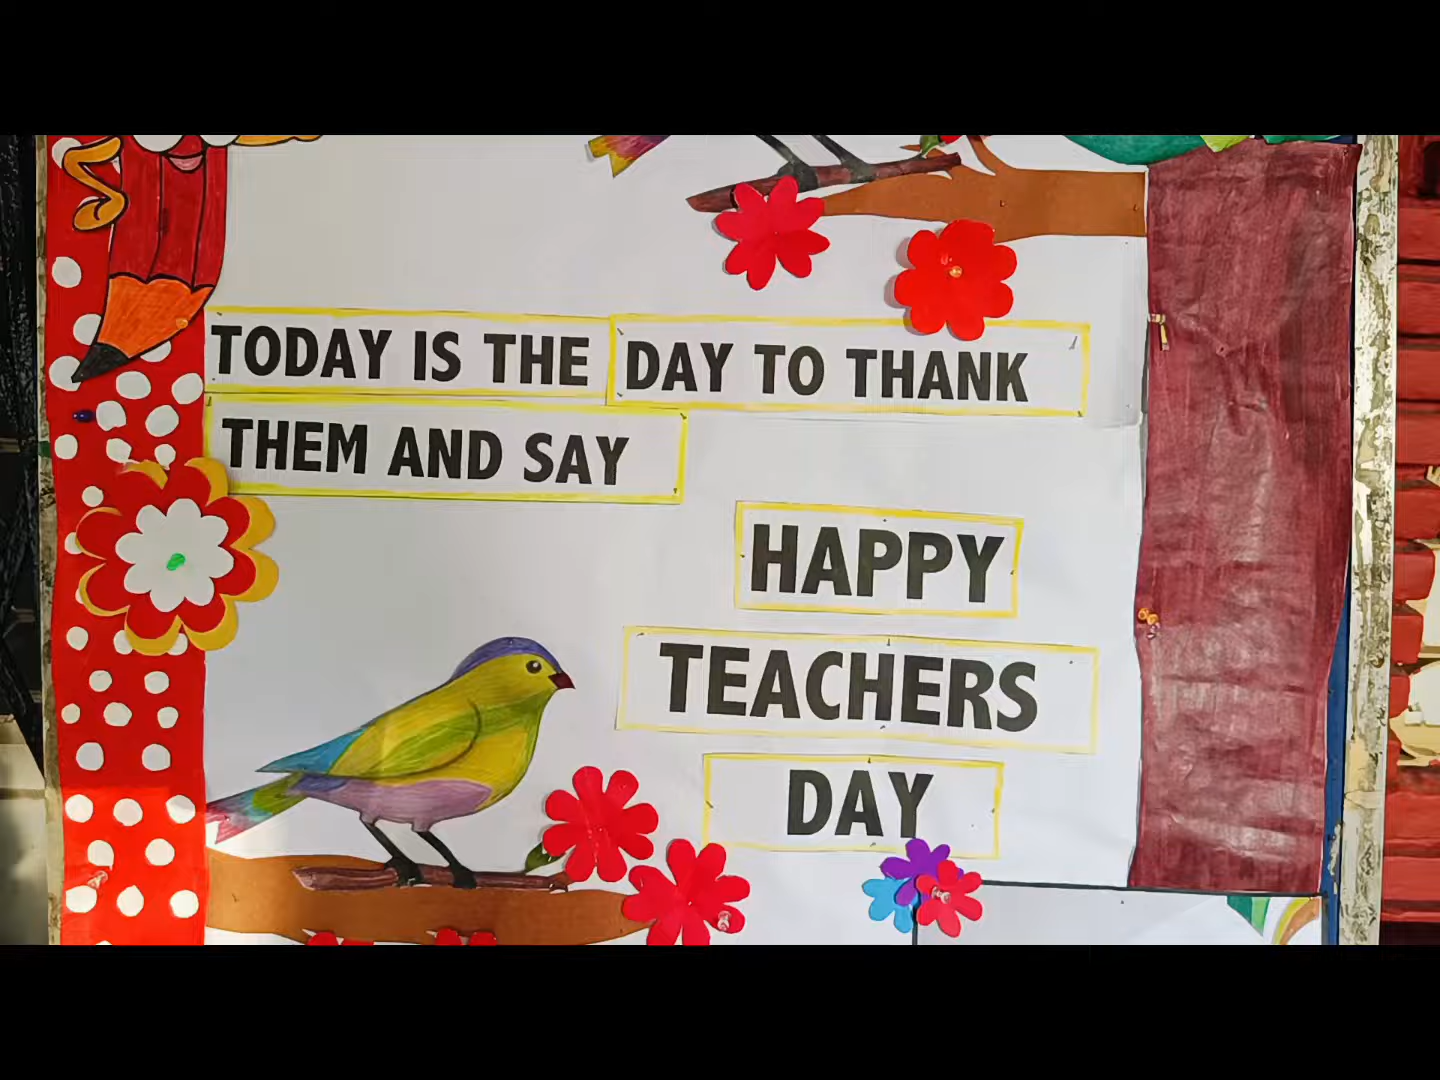 TODAY IS THE DAY TO THANK
THEM AND SAY
HAPPY
TEACHERS
DAY